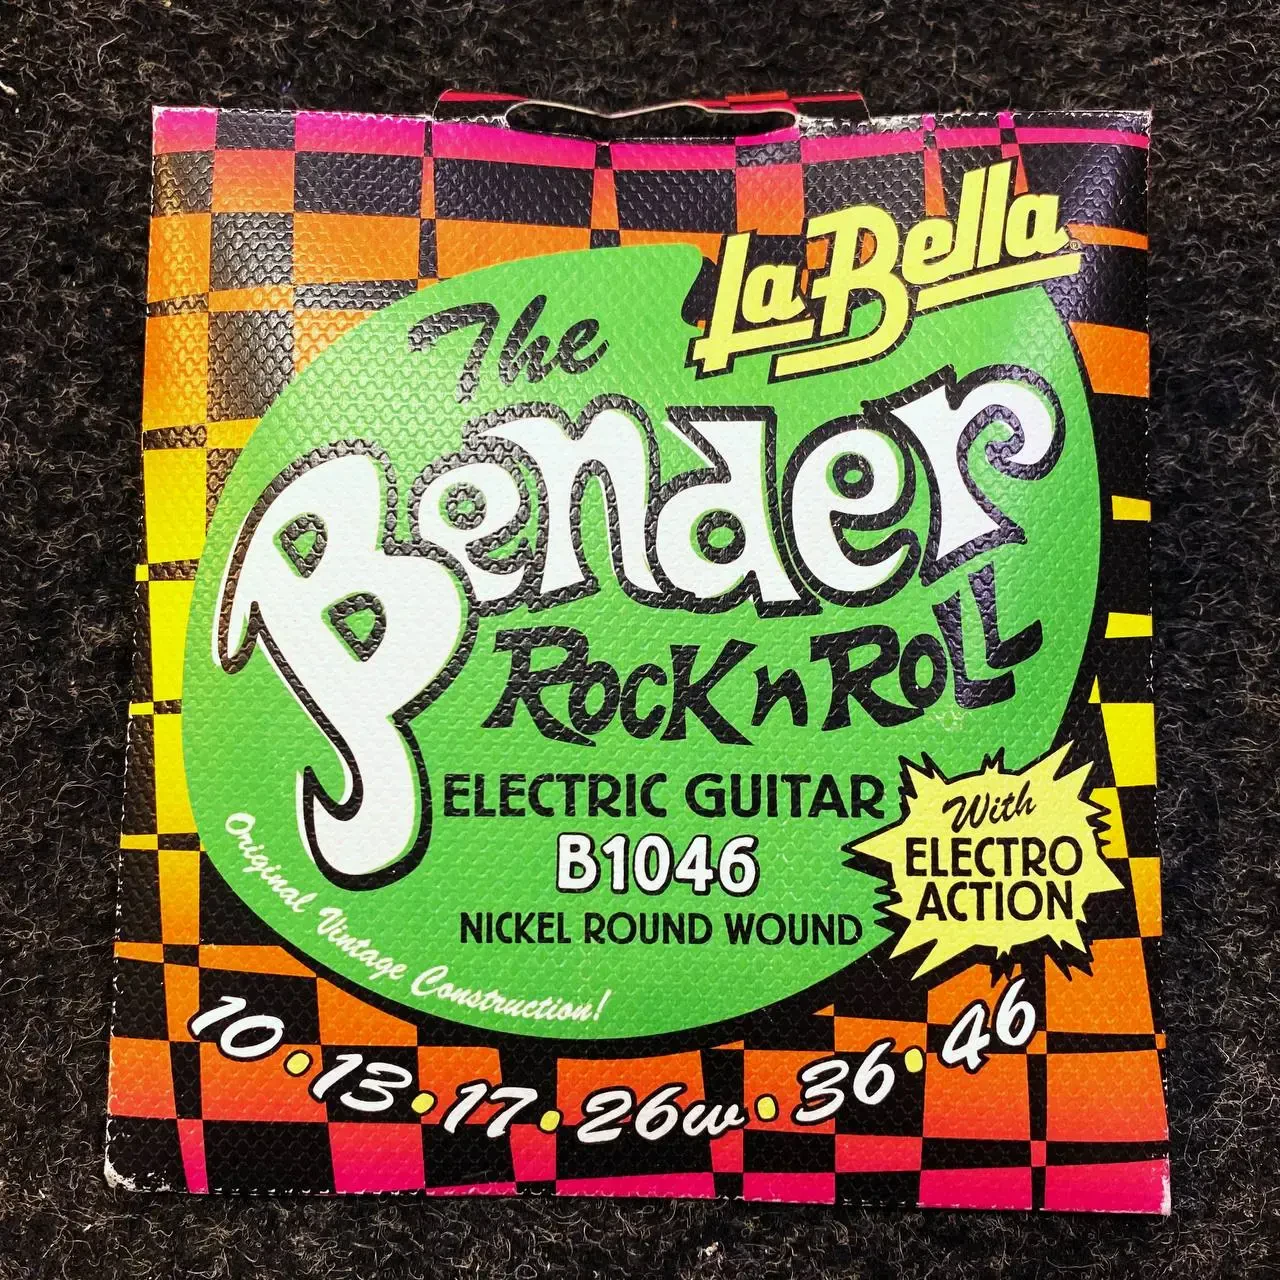 La Bella®
The
Bender
ROCK n ROLL
ELECTRIC GUITAR
B1046
NICKEL ROUND WOUND
With
ELECTRO
ACTION
Original Vintage Construction!
10 • 13 • 17 • 26w • 36 • 46